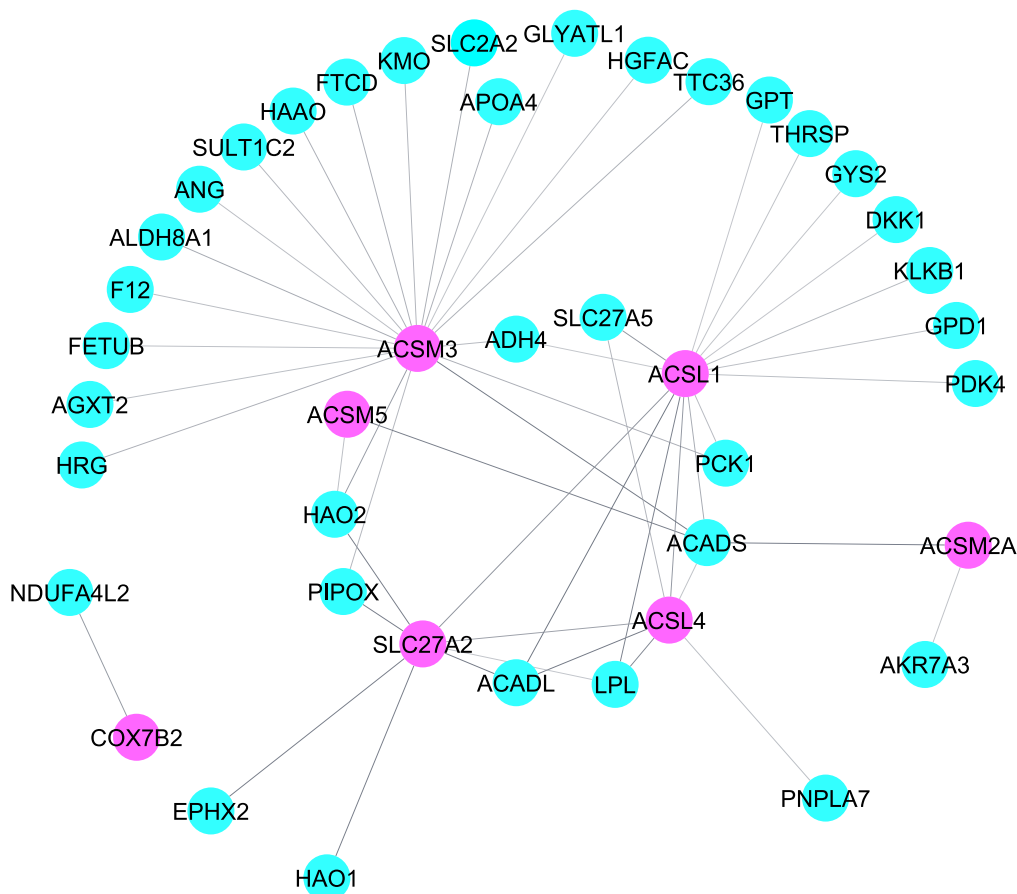 GLYATL1
SLC2A2
HGFAC
KMO
TTC36
FTCD
APOA4
GPT
HAAO
THRSP
SULT1C2
GYS2
ANG
DKK1
ALDH8A1
KLKB1
F12
SLC27A5
GPD1
FETUB
ACSM3
ADH4
ACSL1
PDK4
AGXT2
ACSM5
HRG
PCK1
HAO2
ACADS
ACSM2A
NDUFA4L2
PIPOX
ACSL4
SLC27A2
AKR7A3
ACADL
LPL
COX7B2
PNPLA7
EPHX2
HAO1